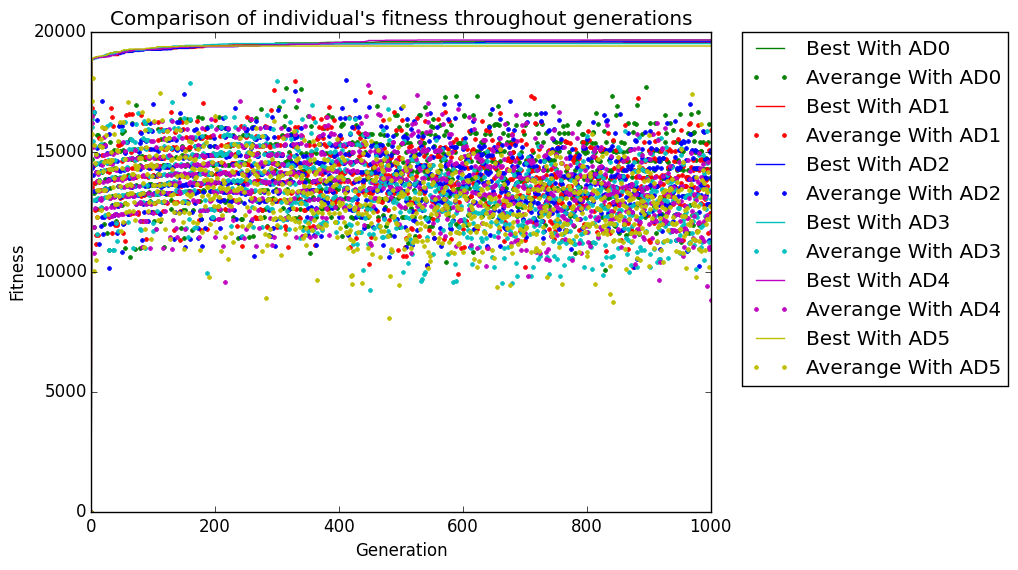 Comparison of individual's fitness throughout generations
20000
15000
10000
5000
0
Fitness
0 200 400 600 800 1000
Generation
Best With AD0
Averange With AD0
Best With AD1
Averange With AD1
Best With AD2
Averange With AD2
Best With AD3
Averange With AD3
Best With AD4
Averange With AD4
Best With AD5
Averange With AD5